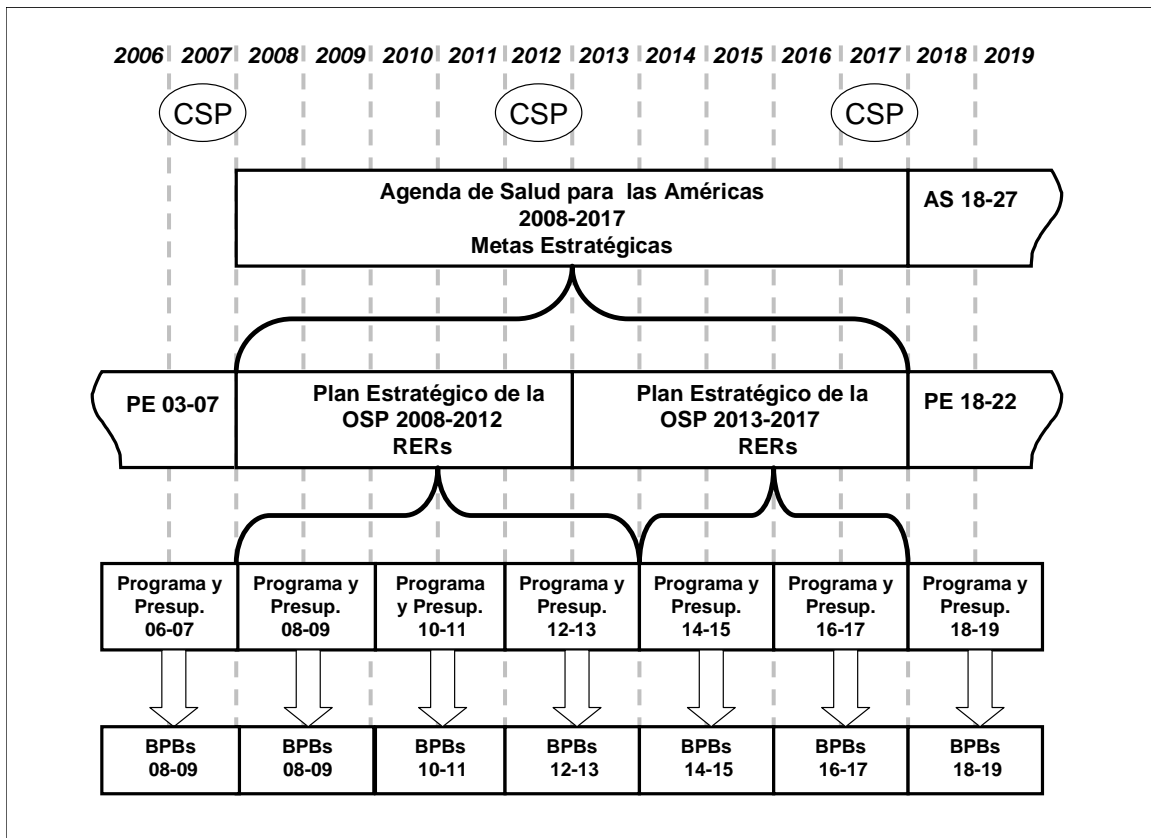 2006 2007 2008 2009 2010 2011 2012 2013 2014 2015 2016 2017 2018 2019
CSP CSP CSP
Agenda de Salud para las Américas
2008-2017
Metas Estratégicas
AS 18-27
PE 03-07
Plan Estratégico de la
OSP 2008-2012
RERs
Plan Estratégico de la
OSP 2013-2017
RERs
PE 18-22
Programa y
Presup.
06-07
Programa y
Presup.
08-09
Programa
y Presup.
10-11
Programa y
Presup.
12-13
Programa y
Presup.
14-15
Programa y
Presup.
16-17
Programa y
Presup.
18-19
BPBs
08-09
BPBs
08-09
BPBs
10-11
BPBs
12-13
BPBs
14-15
BPBs
16-17
BPBs
18-19